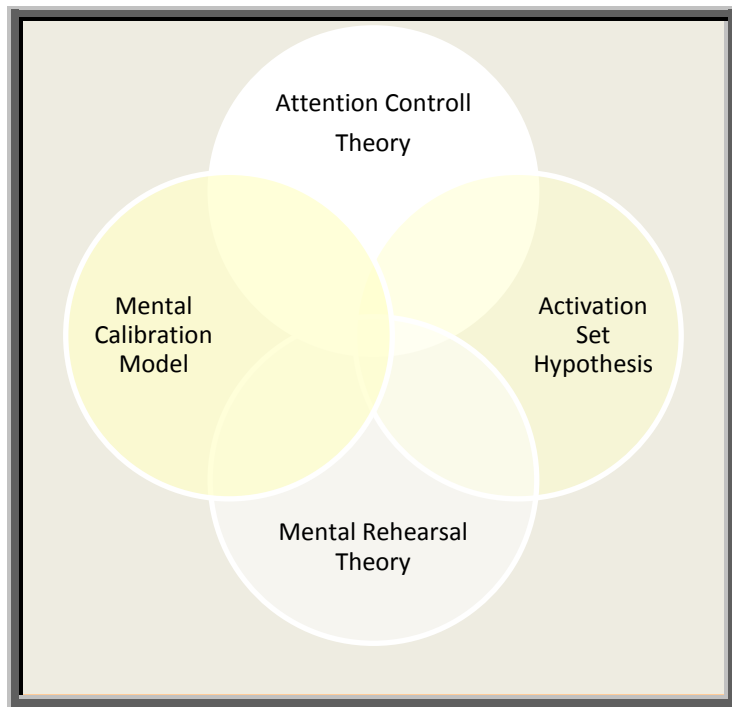 Attention Controll
Theory
Mental
Calibration
Model
Activation
Set
Hypothesis
Mental Rehearsal
Theory